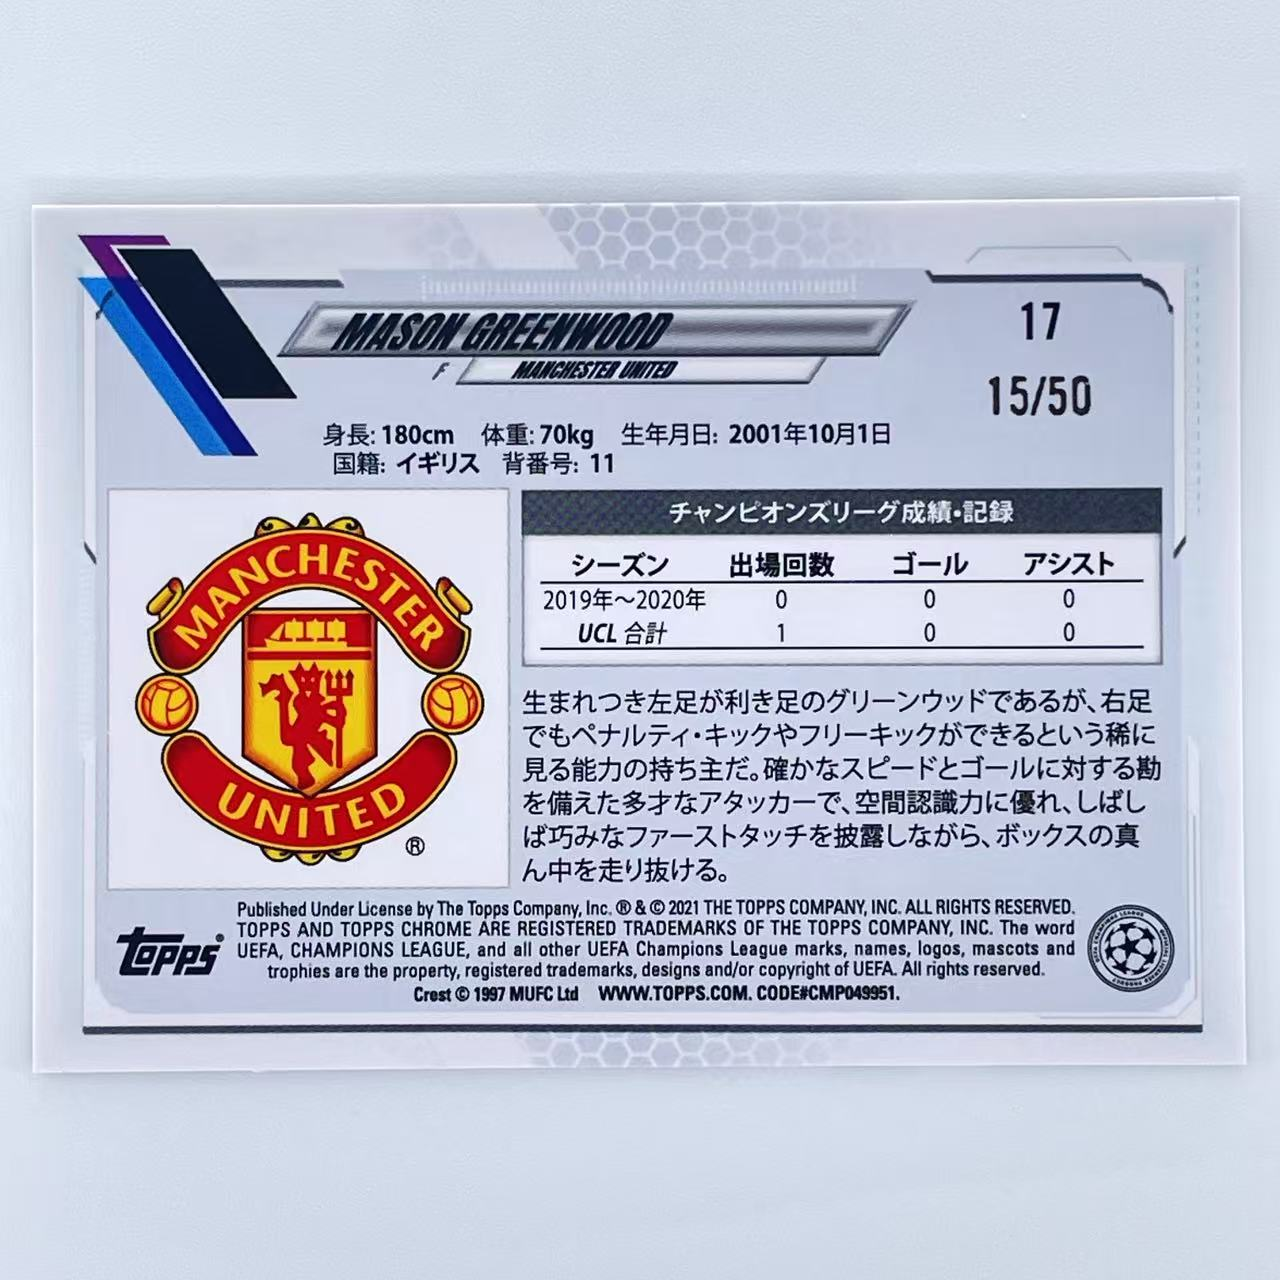 17
MASON GREENWOOD
15/50
F MANCHESTER UNITED
身長: 180cm 体重: 70kg 生年月日: 2001年10月1日
国籍: イギリス 背番号: 11
チャンピオンズリーグ成績・記録
シーズン 出場回数 ゴール アシスト
2019年～2020年 0 0 0
UCL 合計 1 0 0
MANCHESTER
UNITED
®
生まれつき左足が利き足のグリーンウッドであるが、右足
でもペナルティ・キックやフリーキックができるという稀に
見る能力の持ち主だ。確かなスピードとゴールに対する勘
を備えた多才なアタッカーで、空間認識力に優れ、しばし
ば巧みなファーストタッチを披露しながら、ボックスの真
ん中を走り抜ける。
topps®
Published Under License by The Topps Company, Inc. ® & © 2021 THE TOPPS COMPANY, INC. ALL RIGHTS RESERVED.
TOPPS AND TOPPS CHROME ARE REGISTERED TRADEMARKS OF THE TOPPS COMPANY, INC. The word
UEFA, CHAMPIONS LEAGUE, and all other UEFA Champions League marks, names, logos, mascots and
trophies are the property, registered trademarks, designs and/or copyright of UEFA. All rights reserved.
Crest © 1997 MUFC Ltd WWW.TOPPS.COM. CODE#CMP049951.